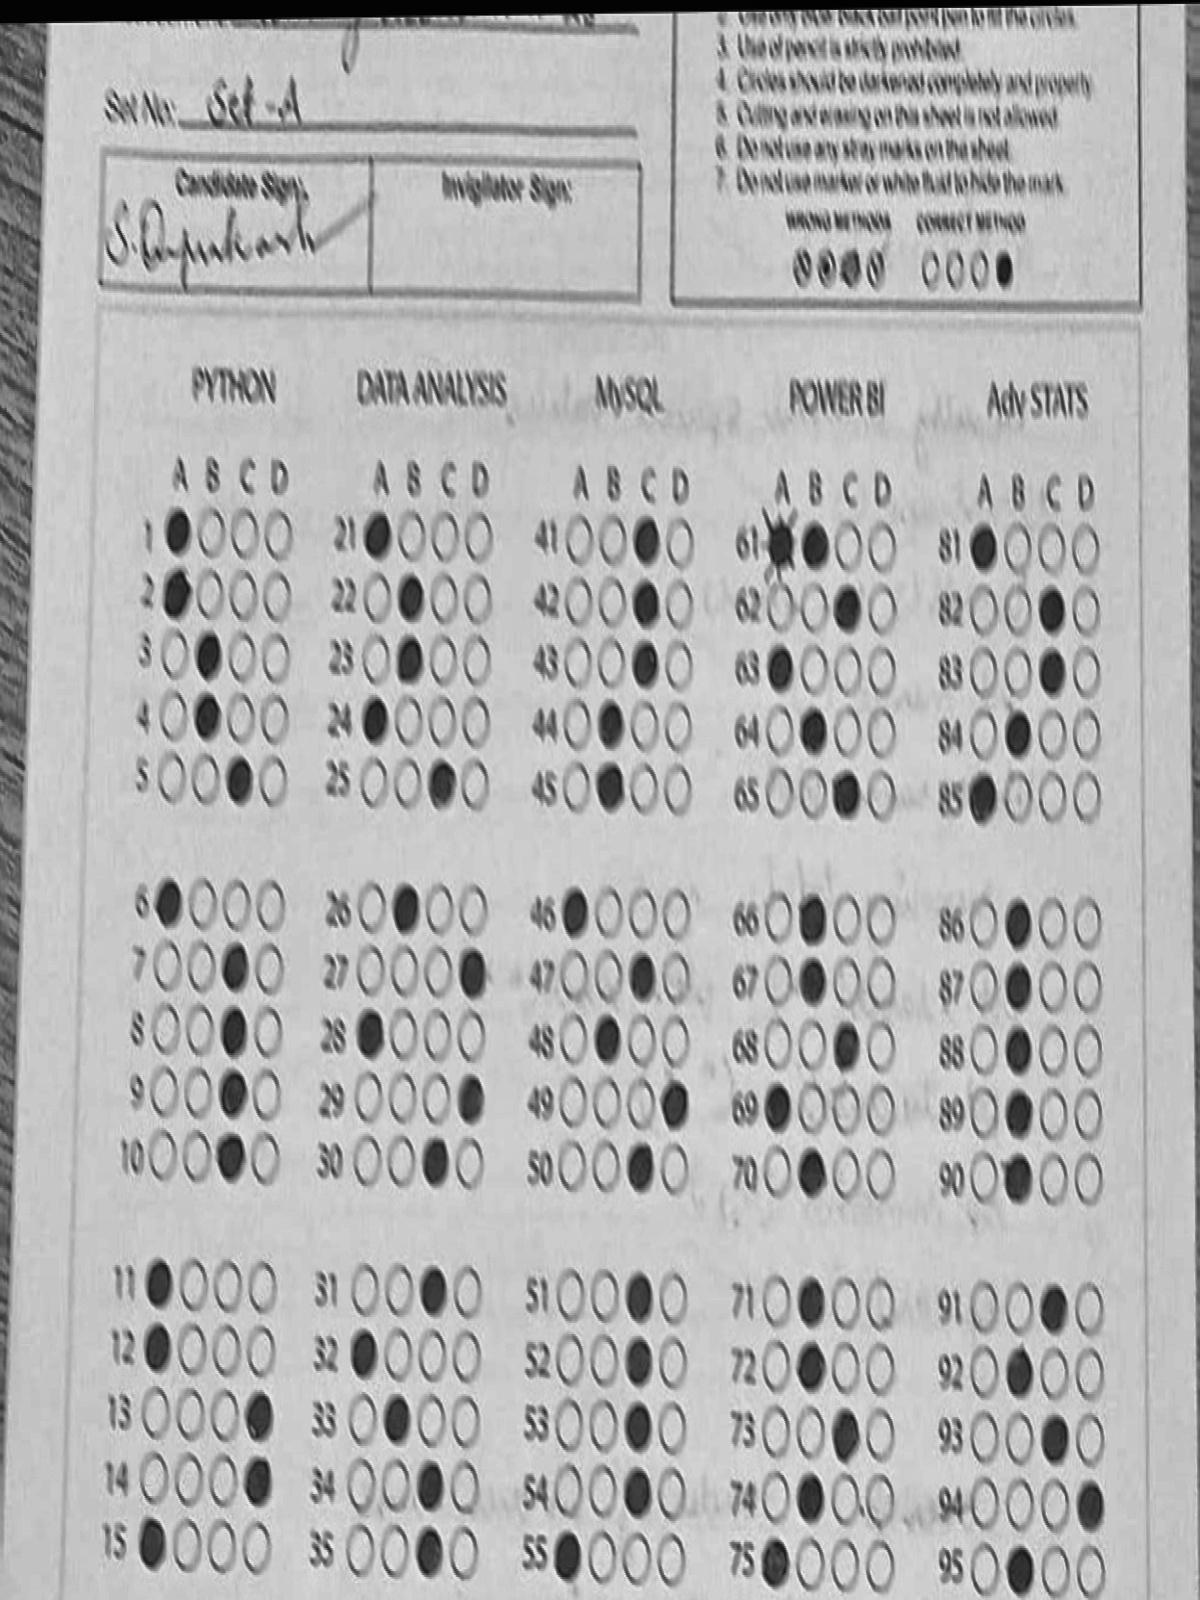 2. Use only blue/black ball point pen to fill the circles.
3. Use of pencil is strictly prohibited.
Set No: Set-A
4. Circles should be darkened completely and properly.
5. Cutting and erasing on this sheet is not allowed.
6. Do not use any stray marks on the sheet.
7. Do not use marker or white fluid to hide the mark.
Candidate Sign:
Invigilator Sign:
WRONG METHODS CORRECT METHOD
PYTHON DATA ANALYSIS MySQL POWER BI Adv STATS
A B C D A B C D A B C D A B C D A B C D
1 21 41 61 81
2 22 42 62 82
3 23 43 63 83
4 24 44 64 84
5 25 45 65 85
6 26 46 66 86
7 27 47 67 87
8 28 48 68 88
9 29 49 69 89
10 30 50 70 90
11 31 51 71 91
12 32 52 72 92
13 33 53 73 93
14 34 54 74 94
15 35 55 75 95